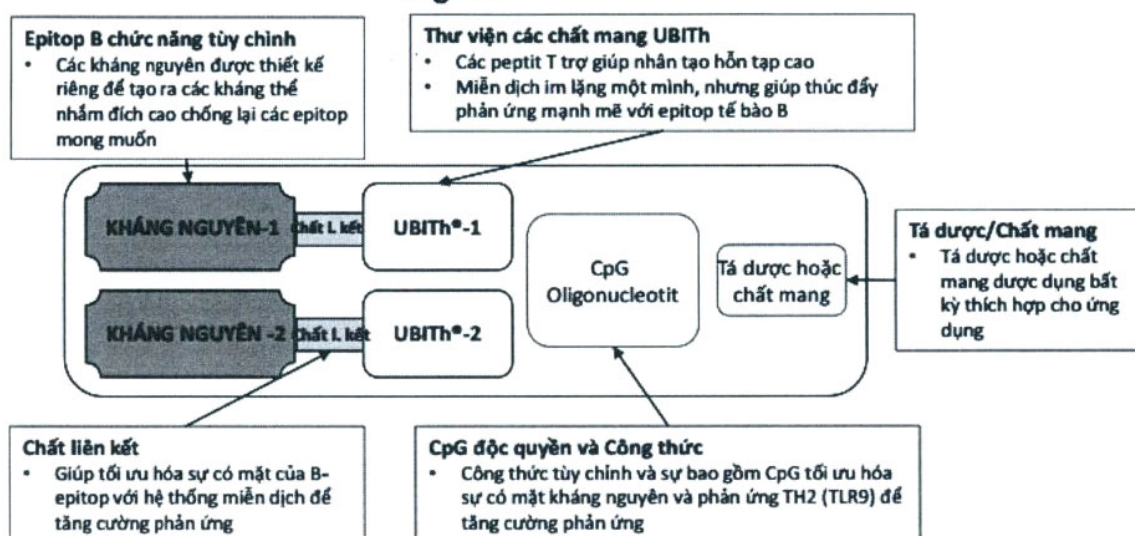 Epitop B chức năng tùy chỉnh
• Các kháng nguyên được thiết kế
riêng để tạo ra các kháng thể
nhắm đích cao chống lại các epitop
mong muốn
Thư viện các chất mang UBITh
• Các peptit T trợ giúp nhân tạo hỗn tạp cao
• Miễn dịch im lặng một mình, nhưng giúp thúc đẩy
phản ứng mạnh mẽ với epitop tế bào B
KHÁNG NGUYÊN-1
Chất l. kết
UBITh®-1
KHÁNG NGUYÊN -2
Chất l. kết
UBITh®-2
CpG
Oligonucleotit
Tá dược hoặc
chất mang
Tá dược/Chất mang
• Tá dược hoặc chất
mang dược dụng bất
kỳ thích hợp cho ứng
dụng
Chất liên kết
• Giúp tối ưu hóa sự có mặt của B-
epitop với hệ thống miễn dịch để
tăng cường phản ứng
CpG độc quyền và Công thức
• Công thức tùy chỉnh và sự bao gồm CpG tối ưu hóa
sự có mặt kháng nguyên và phản ứng TH2 (TLR9) để
tăng cường phản ứng